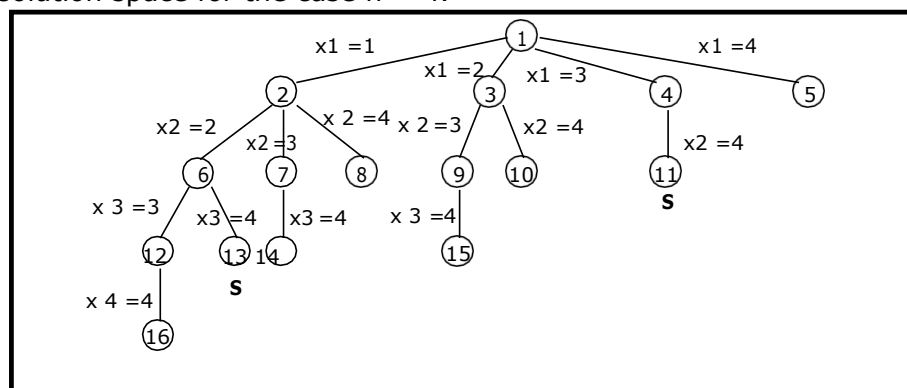 solution space for the case n = 4.
1
x1 =1
x1 =2
x1 =3
x1 =4
2
3
4
5
x2 =2
x2 =3
x 2 =4
x 2 =3
x2 =4
x2 =4
6
7
8
9
10
11
S
x 3 =3
x3 =4
x3 =4
x 3 =4
12
13
14
15
S
x 4 =4
16